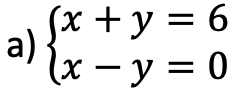 a) {x + y = 6
x − y = 0